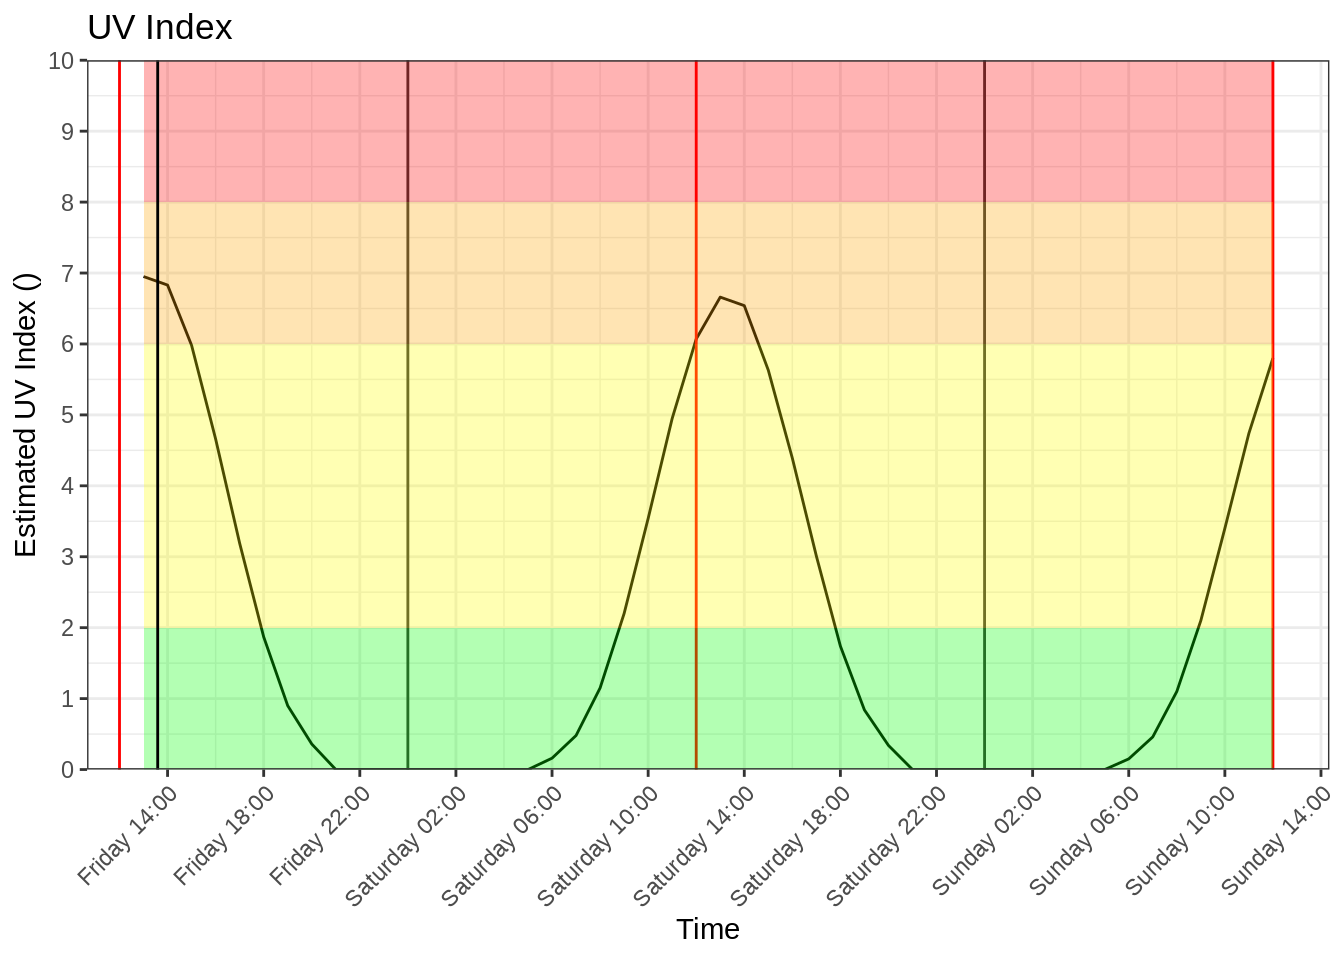 UV Index
Estimated UV Index ()
10
9
8
7
6
5
4
3
2
1
0
Friday 14:00
Friday 18:00
Friday 22:00
Saturday 02:00
Saturday 06:00
Saturday 10:00
Saturday 14:00
Saturday 18:00
Saturday 22:00
Sunday 02:00
Sunday 06:00
Sunday 10:00
Sunday 14:00
Time